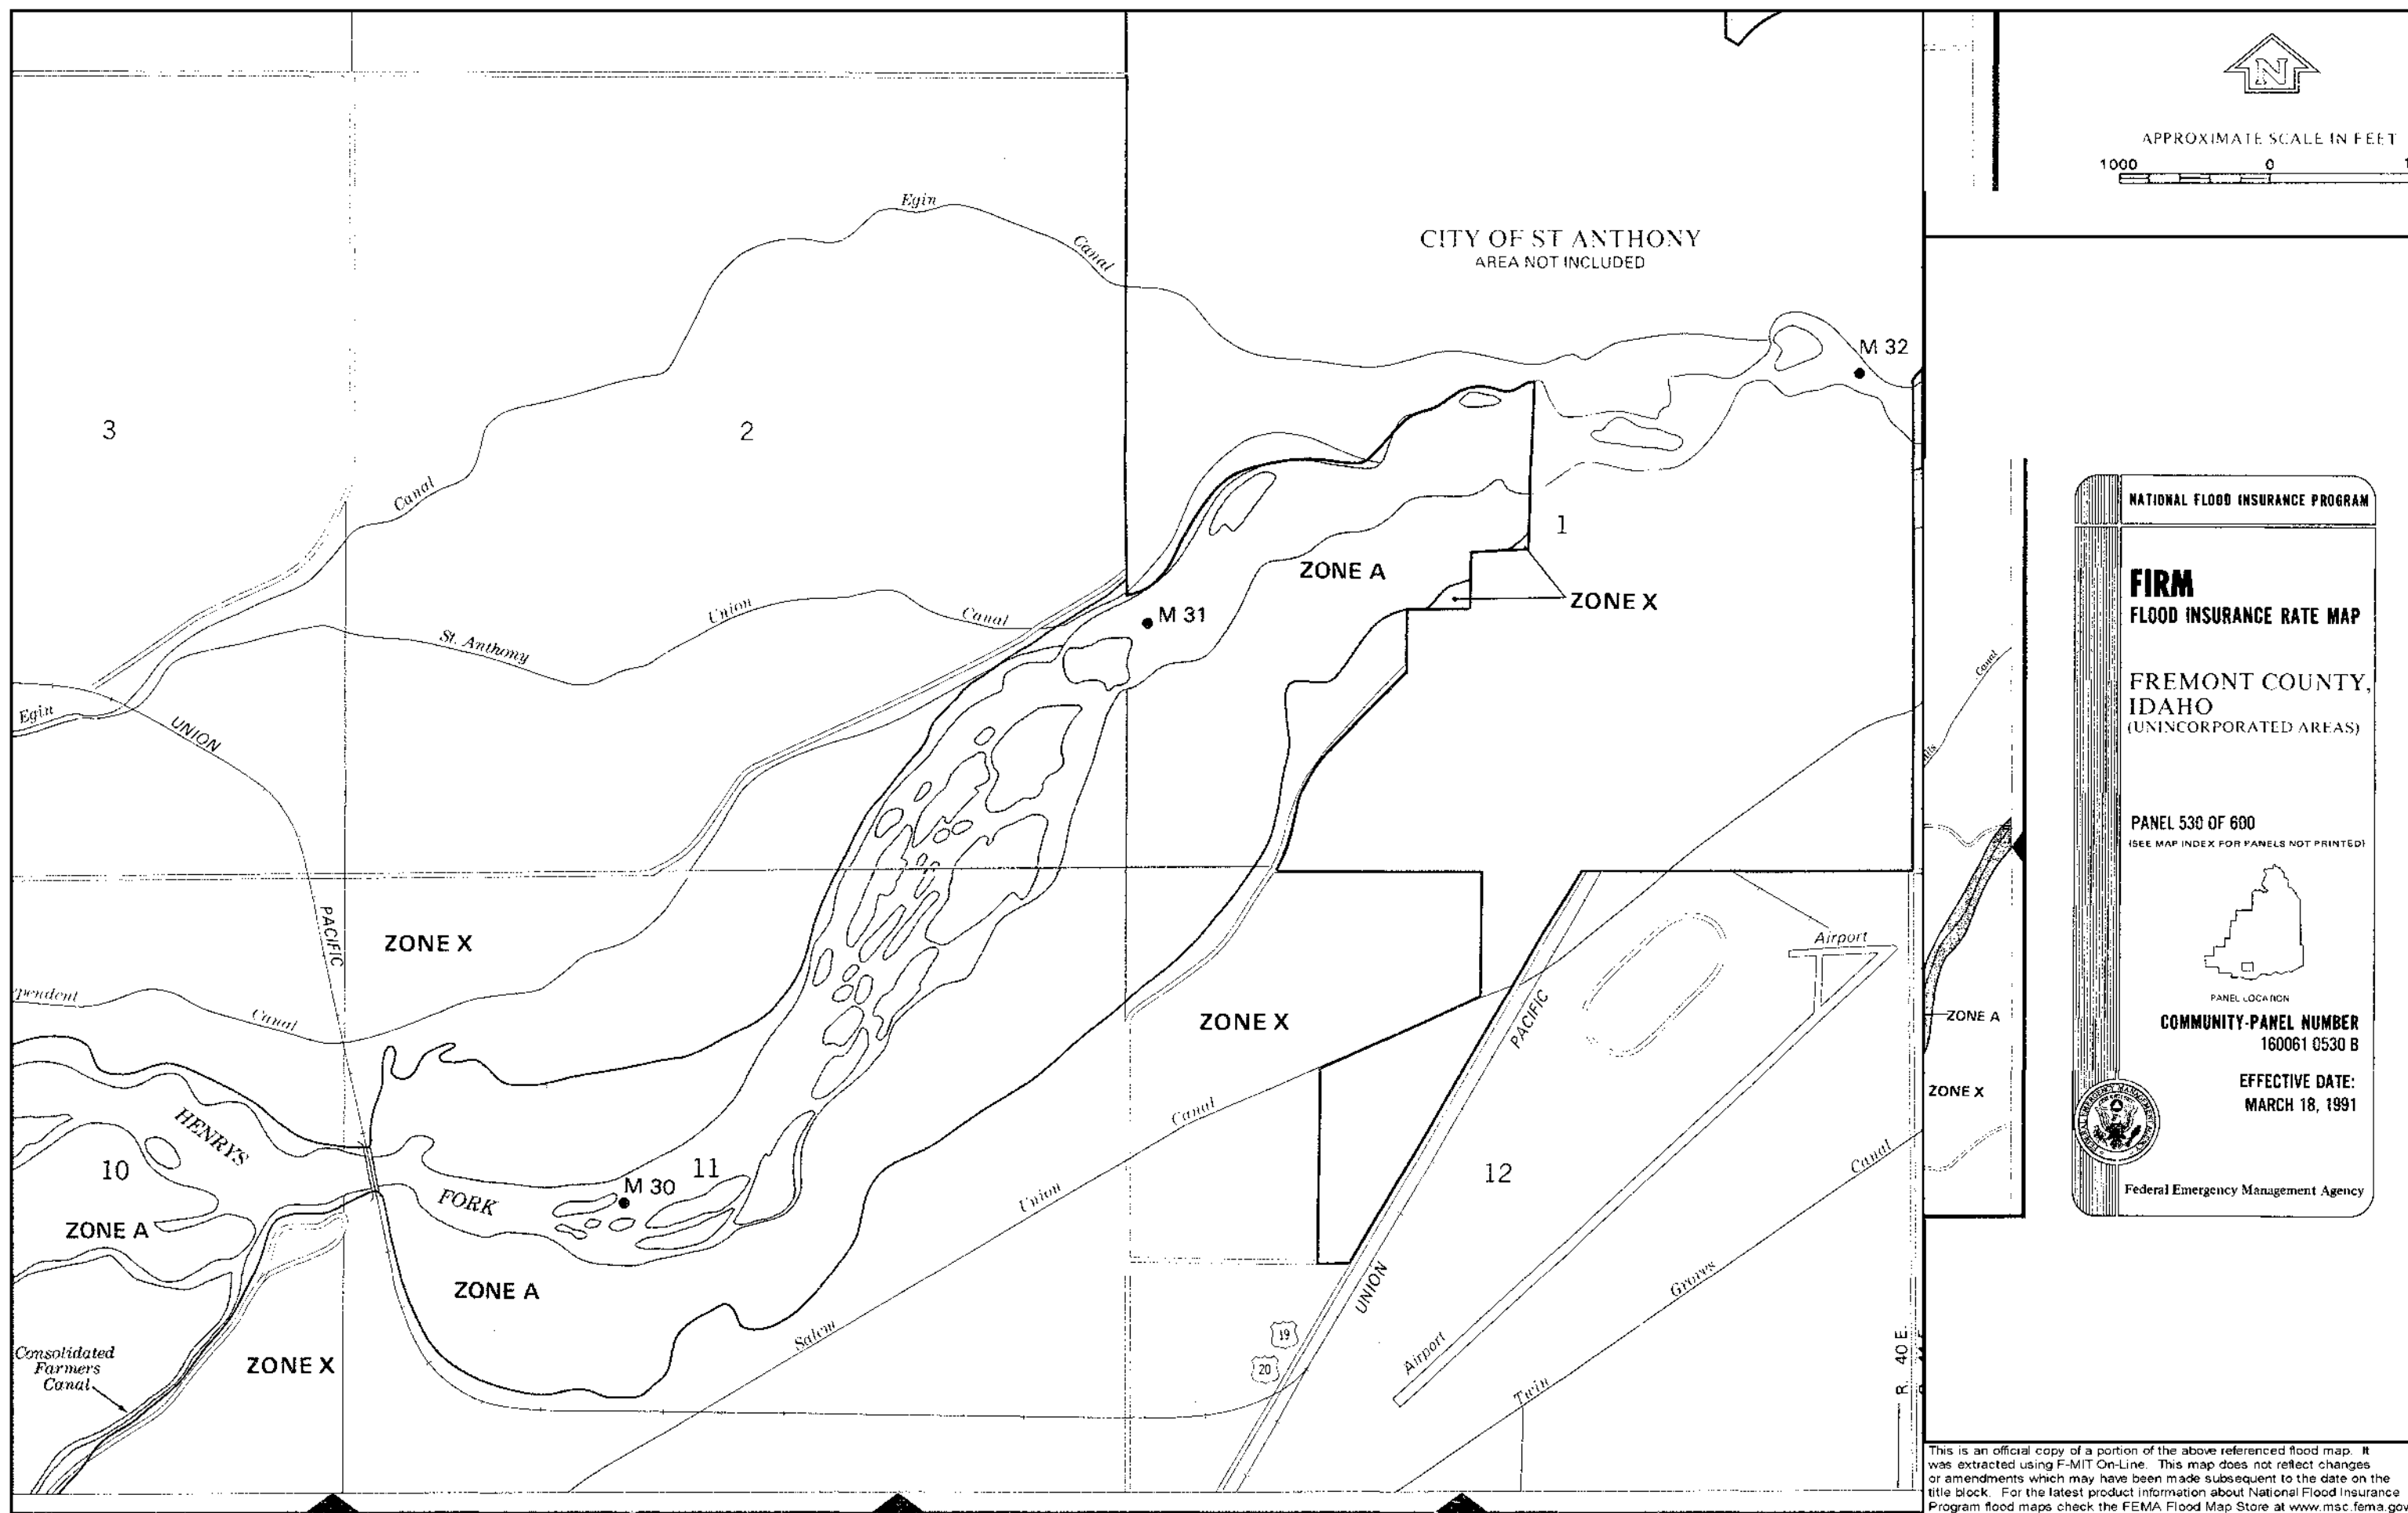 N
APPROXIMATE SCALE IN FEET
1000 0
Egin
Canal
CITY OF ST ANTHONY
AREA NOT INCLUDED
M 32
3
2
Canal
1
ZONE A
ZONE X
M 31
Union
Canal
St. Anthony
Egin
UNION
PACIFIC
ZONE X
Canal
HENRYS
FORK
10
ZONE A
11
M 30
ZONE A
Consolidated
Farmers
Canal
ZONE X
Salem
Union
Canal
ZONE X
PACIFIC
UNION
19
20
Airport
Airport
12
Twin
Groves
Canal
R. 40 E.
Canal
ZONE A
ZONE X
NATIONAL FLOOD INSURANCE PROGRAM
FIRM
FLOOD INSURANCE RATE MAP
FREMONT COUNTY,
IDAHO
(UNINCORPORATED AREAS)
PANEL 530 OF 600
(SEE MAP INDEX FOR PANELS NOT PRINTED)
PANEL LOCATION
COMMUNITY-PANEL NUMBER
160061 0530 B
EFFECTIVE DATE:
MARCH 18, 1991
Federal Emergency Management Agency
This is an official copy of a portion of the above referenced flood map. It
was extracted using F-MIT On-Line. This map does not reflect changes
or amendments which may have been made subsequent to the date on the
title block. For the latest product information about National Flood Insurance
Program flood maps check the FEMA Flood Map Store at www.msc.fema.gov